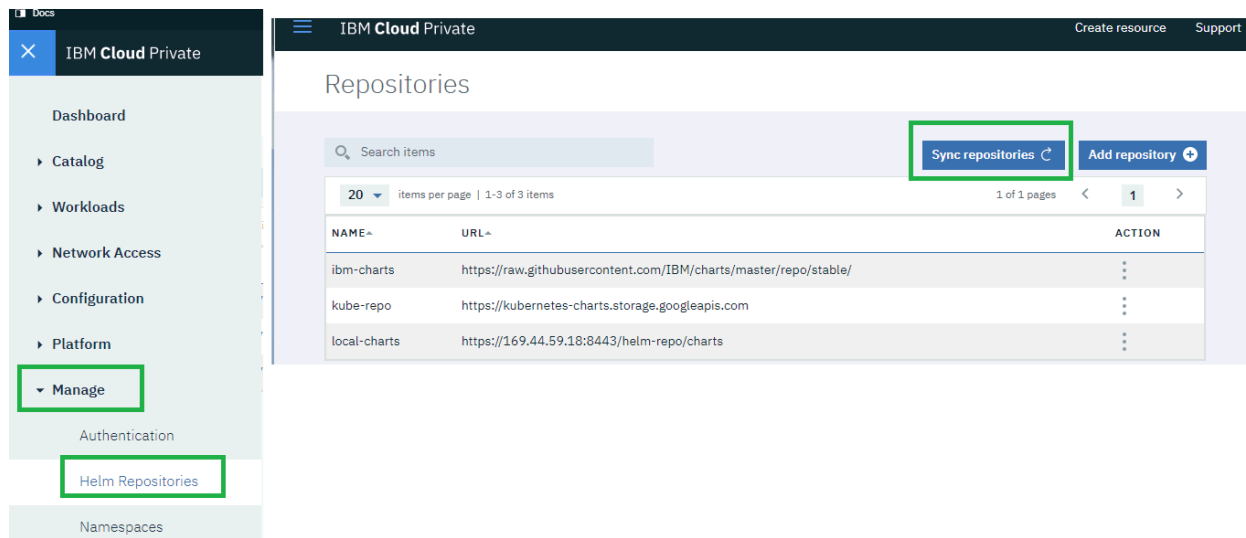 Docs
IBM Cloud Private
Dashboard
Catalog
Workloads
Network Access
Configuration
Platform
Manage
Authentication
Helm Repositories
Namespaces
IBM Cloud Private Create resource Support
Repositories
Search items Sync repositories Add repository
20 items per page | 1-3 of 3 items 1 of 1 pages 1
NAME URL ACTION
ibm-charts https://raw.githubusercontent.com/IBM/charts/master/repo/stable/
kube-repo https://kubernetes-charts.storage.googleapis.com
local-charts https://169.44.59.18:8443/helm-repo/charts